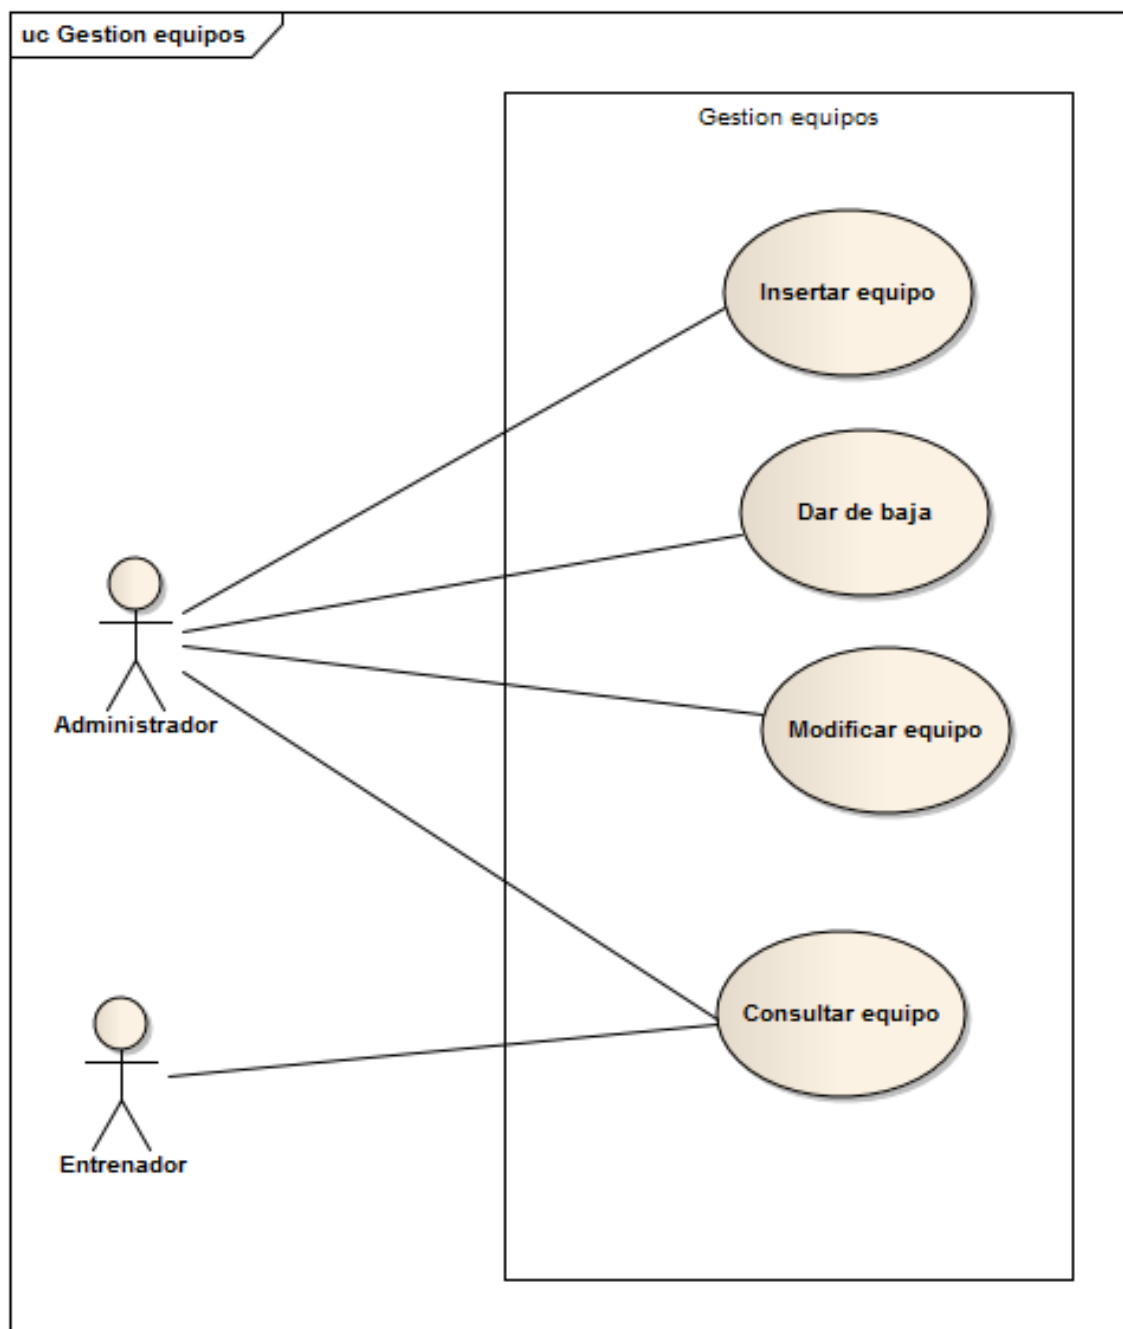 uc Gestion equipos
Gestion equipos
Insertar equipo
Dar de baja
Administrador
Modificar equipo
Consultar equipo
Entrenador